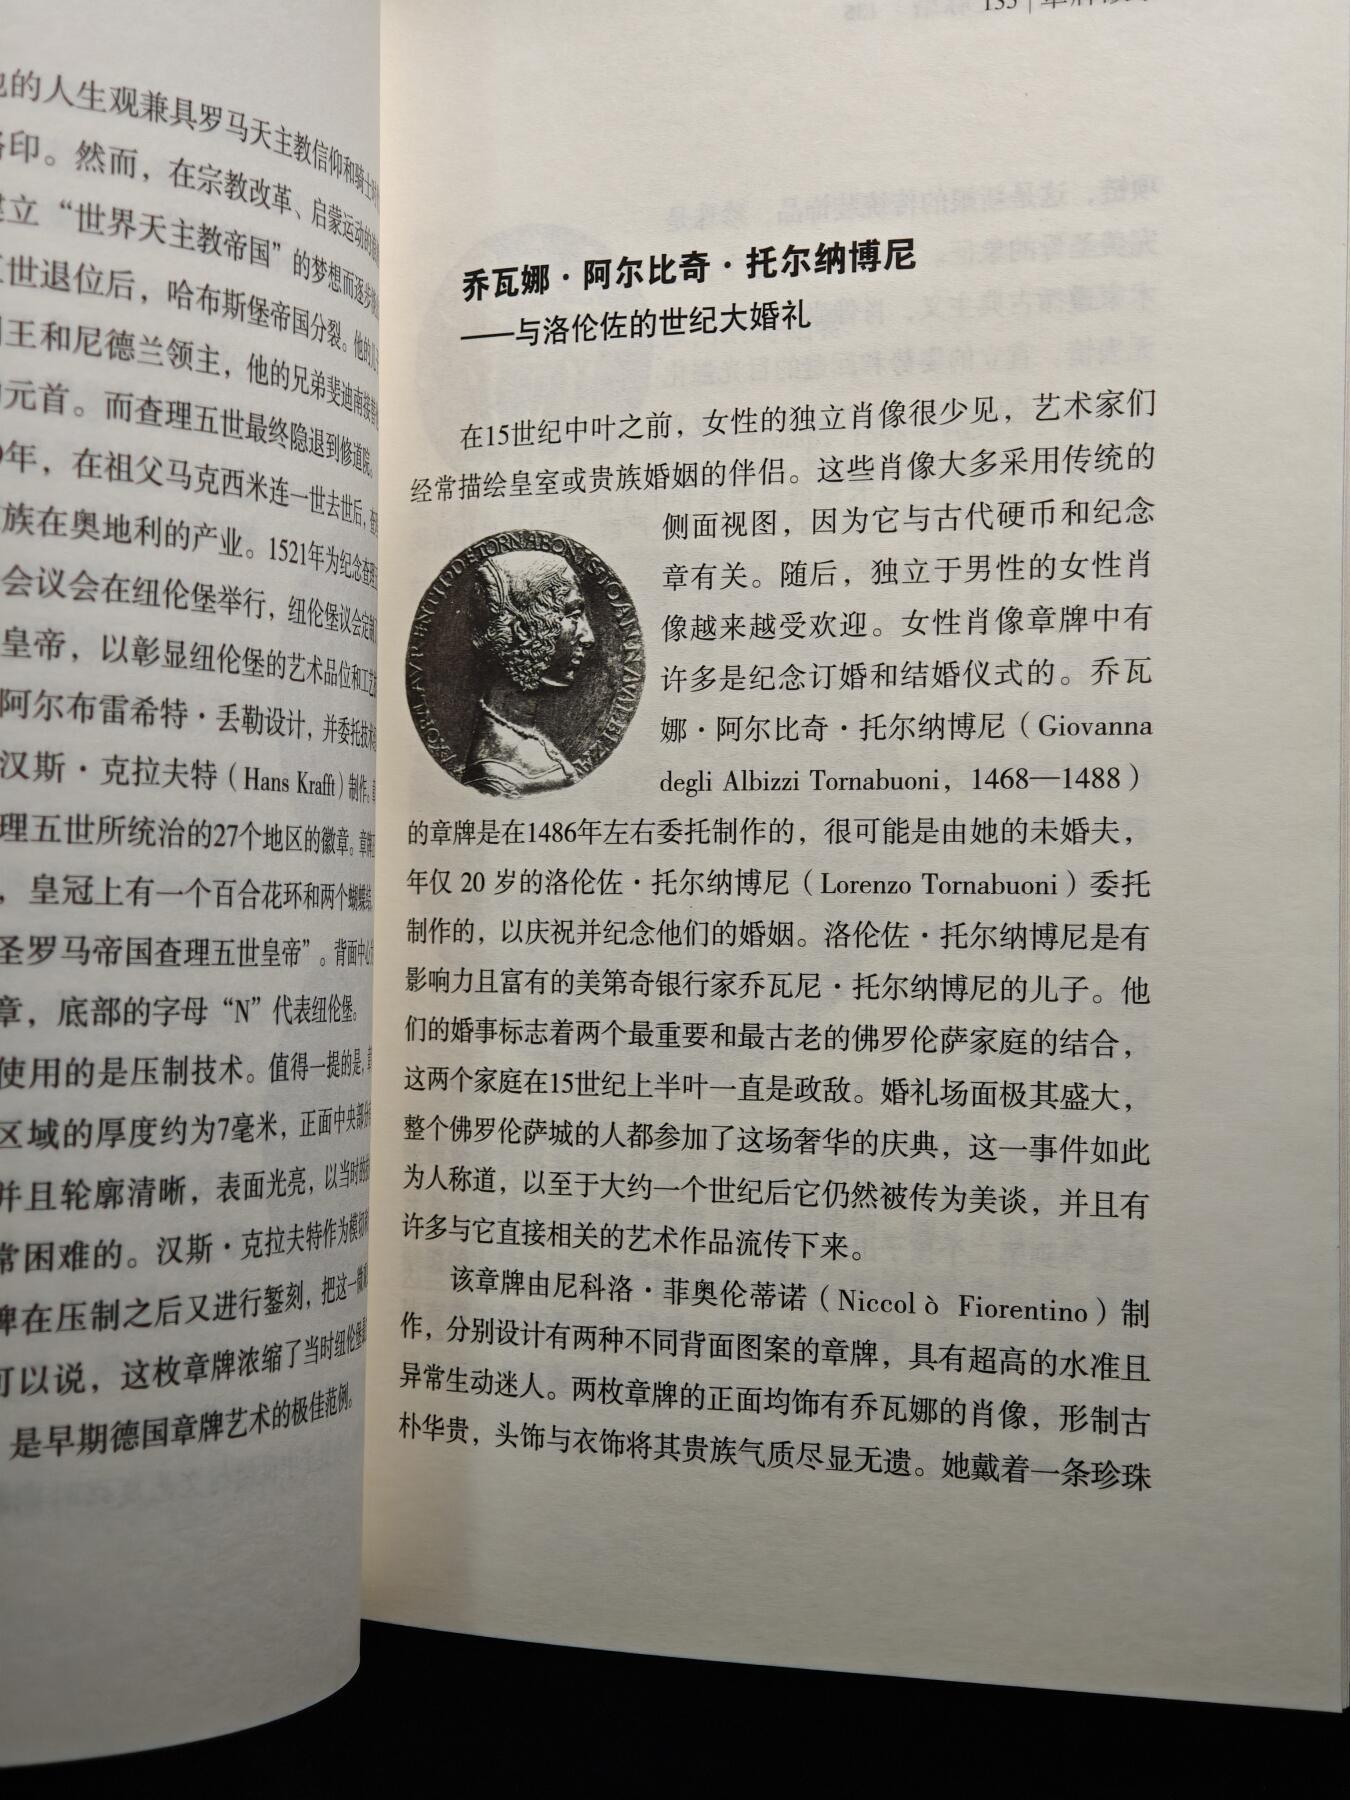 的人生观兼具罗马天主教信仰和骑士
印。然而，在宗教改革、启蒙运动的
建立“世界天主教帝国”的梦想而逐步
五世退位后，哈布斯堡帝国分裂。他的儿
王和尼德兰领主，他的兄弟斐迪南接替
元首。而查理五世最终隐退到修道院。
年，在祖父马克西米连一世去世后，查
族在奥地利的产业。1521年为纪念查理
会议会在纽伦堡举行，纽伦堡议会定制
皇帝，以彰显纽伦堡的艺术品位和工艺
阿尔布雷希特·丢勒设计，并委托技术
汉斯·克拉夫特（Hans Krafft）制作。
理五世所统治的27个地区的徽章。章牌
，皇冠上有一个百合花环和两个蝴蝶结，
圣罗马帝国查理五世皇帝”。背面中心
章，底部的字母“N”代表纽伦堡。
使用的是压制技术。值得一提的是，
区域的厚度约为7毫米，正面中央部分
并且轮廓清晰，表面光亮，以当时的技
常困难的。汉斯·克拉夫特作为模切
牌在压制之后又进行錾刻，把这一微
可以说，这枚章牌浓缩了当时纽伦堡
是早期德国章牌艺术的极佳范例。
135
乔瓦娜·阿尔比奇·托尔纳博尼
——与洛伦佐的世纪大婚礼
在15世纪中叶之前，女性的独立肖像很少见，艺术家们
经常描绘皇室或贵族婚姻的伴侣。这些肖像大多采用传统的
侧面视图，因为它与古代硬币和纪念
章有关。随后，独立于男性的女性肖
像越来越受欢迎。女性肖像章牌中有
许多是纪念订婚和结婚仪式的。乔瓦
娜·阿尔比奇·托尔纳博尼（Giovanna
degli Albizzi Tornabuoni，1468—1488）
的章牌是在1486年左右委托制作的，很可能是由她的未婚夫，
年仅 20 岁的洛伦佐·托尔纳博尼（Lorenzo Tornabuoni）委托
制作的，以庆祝并纪念他们的婚姻。洛伦佐·托尔纳博尼是有
影响力且富有的美第奇银行家乔瓦尼·托尔纳博尼的儿子。他
们的婚事标志着两个最重要和最古老的佛罗伦萨家庭的结合，
这两个家庭在15世纪上半叶一直是政敌。婚礼场面极其盛大，
整个佛罗伦萨城的人都参加了这场奢华的庆典，这一事件如此
为人称道，以至于大约一个世纪后它仍然被传为美谈，并且有
许多与它直接相关的艺术作品流传下来。
该章牌由尼科洛·菲奥伦蒂诺（Niccolò Fiorentino）制
作，分别设计有两种不同背面图案的章牌，具有超高的水准且
异常生动迷人。两枚章牌的正面均饰有乔瓦娜的肖像，形制古
朴华贵，头饰与衣饰将其贵族气质尽显无遗。她戴着一条珍珠